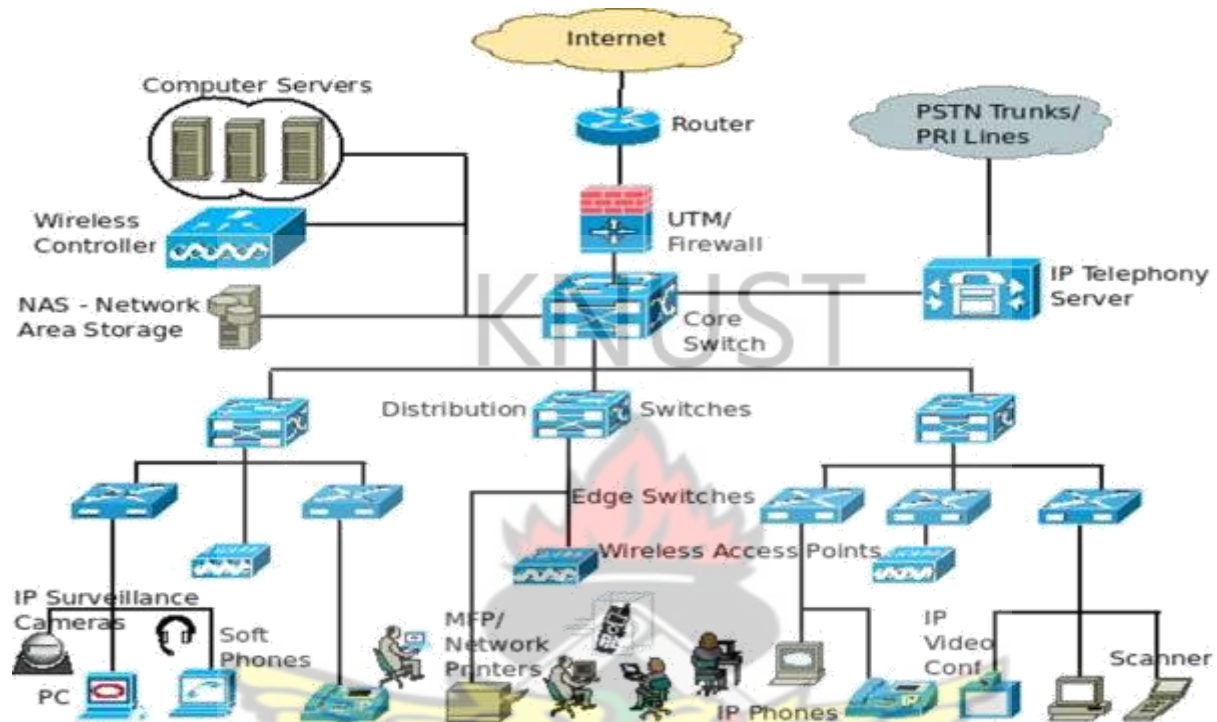 Internet
Computer Servers
Router
PSTN Trunks/
PRI Lines
Wireless
Controller
UTM/
Firewall
IP Telephony
Server
NAS - Network
Area Storage
KNUST
Core
Switch
Distribution
Switches
Edge Switches
Wireless Access Points
IP Surveillance
Cameras
Soft
Phones
PC
MFP/
Network
Printers
IP Phones
IP
Video
Conf
Scanner